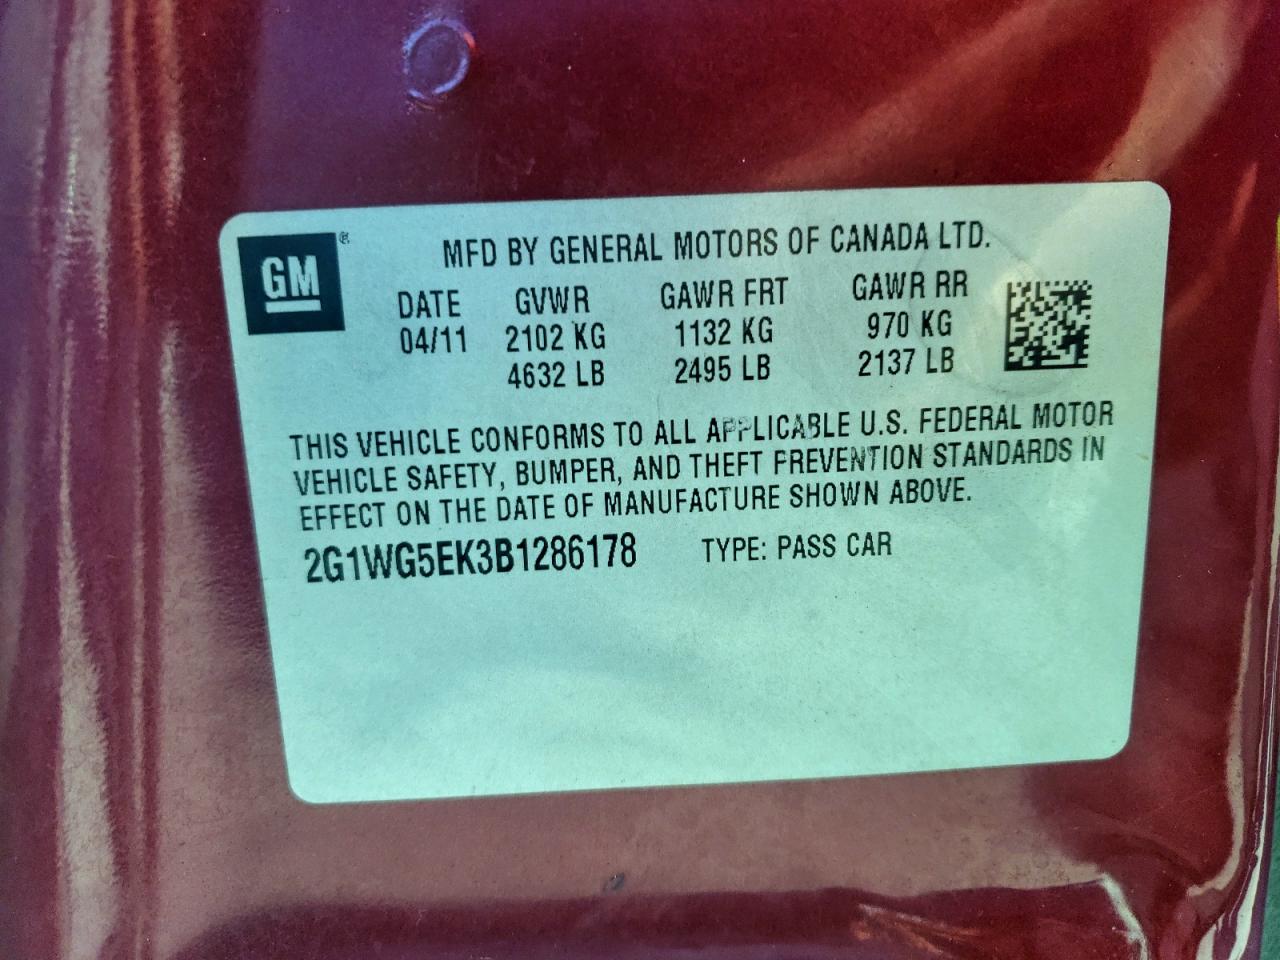 GM ®
MFD BY GENERAL MOTORS OF CANADA LTD.
DATE GVWR GAWR FRT GAWR RR
04/11 2102 KG 1132 KG 970 KG
4632 LB 2495 LB 2137 LB
THIS VEHICLE CONFORMS TO ALL APPLICABLE U.S. FEDERAL MOTOR
VEHICLE SAFETY, BUMPER, AND THEFT PREVENTION STANDARDS IN
EFFECT ON THE DATE OF MANUFACTURE SHOWN ABOVE.
2G1WG5EK3B1286178 TYPE: PASS CAR